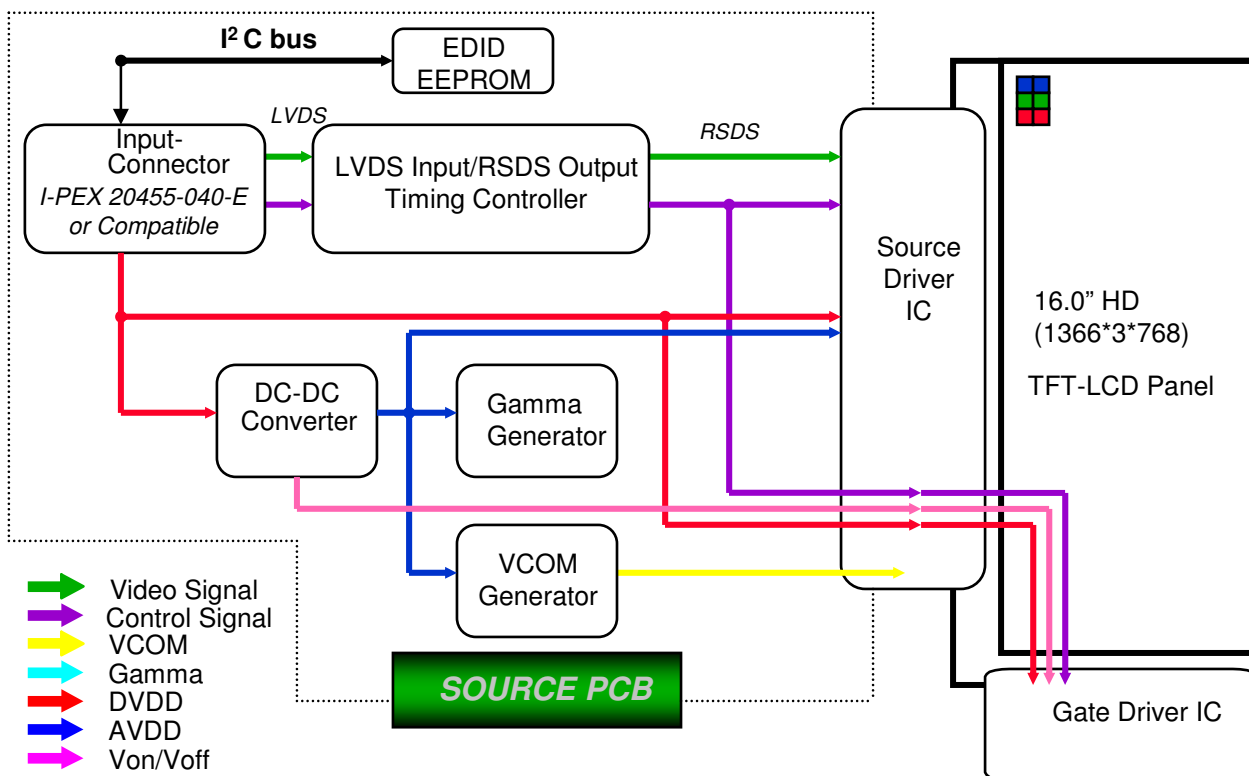 I² C bus
EDID
EEPROM
LVDS
RSDS
Input-
Connector
I-PEX 20455-040-E
or Compatible
LVDS Input/RSDS Output
Timing Controller
Source
Driver
IC
16.0” HD
(1366*3*768)
TFT-LCD Panel
DC-DC
Converter
Gamma
Generator
VCOM
Generator
Video Signal
Control Signal
VCOM
Gamma
DVDD
AVDD
Von/Voff
SOURCE PCB
Gate Driver IC